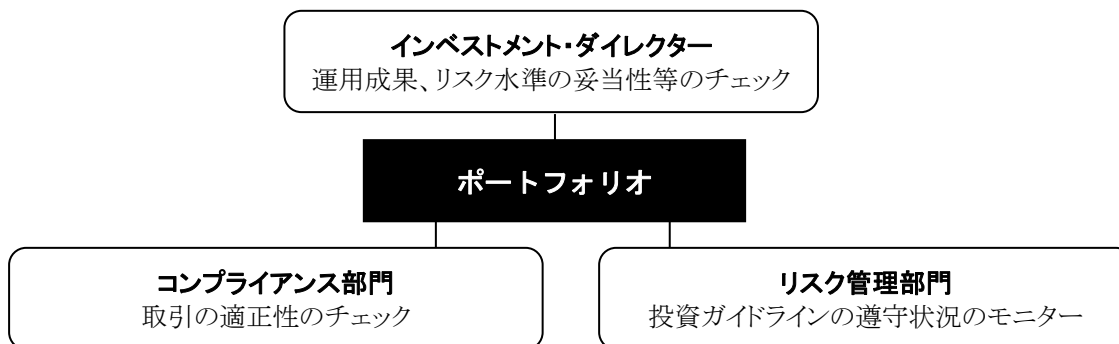 インベストメント・ダイレクター
運用成果、リスク水準の妥当性等のチェック
ポートフォリオ
コンプライアンス部門
取引の適正性のチェック
リスク管理部門
投資ガイドラインの遵守状況のモニター